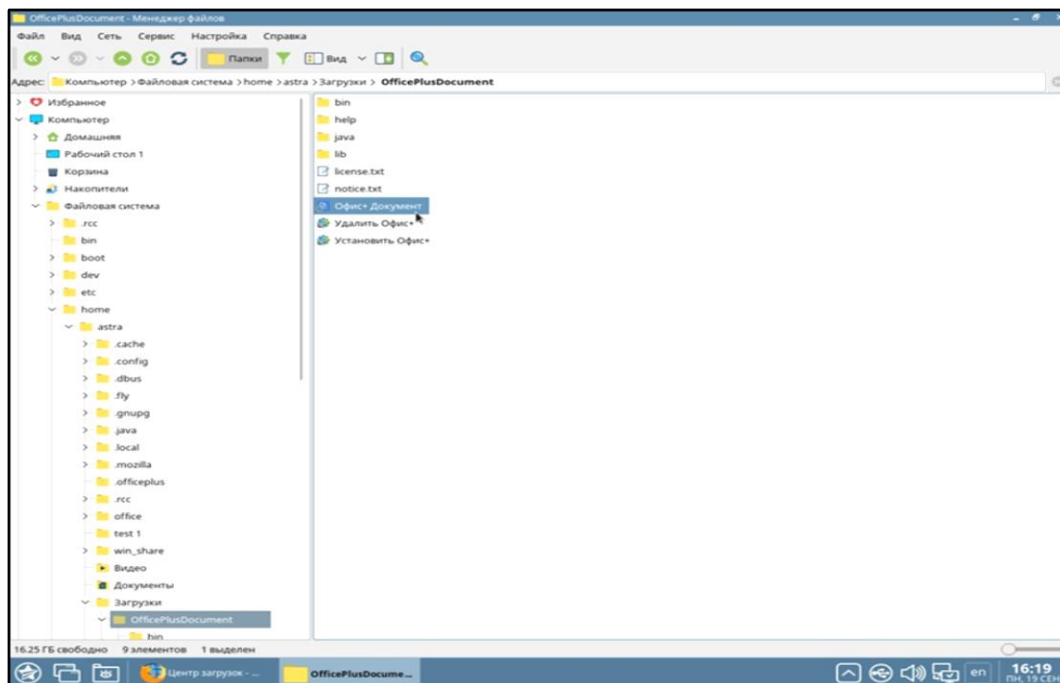 OfficePlusDocument - Менеджер файлов
Файл Вид Сеть Сервис Настройка Справка
Папки Вид
Адрес: Компьютер > Файловая система > home > astra > Загрузки > OfficePlusDocument
Избранное
Компьютер
Домашняя
Рабочий стол 1
Корзина
Накопители
Файловая система
.rcc
bin
boot
dev
etc
home
astra
.cache
.config
.dbus
.fly
.gnupg
.java
.local
.mozilla
.officeplus
.rcc
office
test 1
win_share
Видео
Документы
Загрузки
OfficePlusDocument
bin
bin
help
java
lib
license.txt
notice.txt
Офис+ Документ
Удалить Офис+
Установить Офис+
16.25 ГБ свободно 9 элементов 1 выделен
Центр загрузок - ... OfficePlusDocume... en 16:19
ПН, 19 СЕН